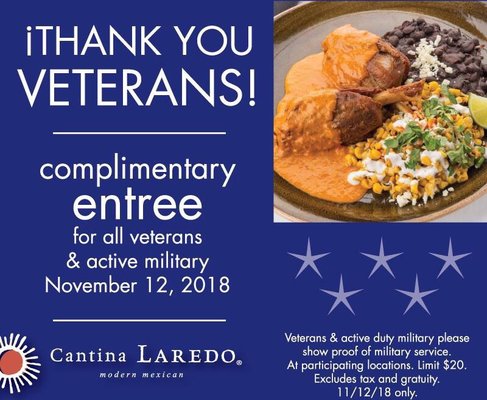 ¡THANK YOU
VETERANS!
complimentary
entree
for all veterans
& active military
November 12, 2018
Cantina LAREDO®
modern mexican
Veterans & active duty military please
show proof of military service.
At participating locations. Limit $20.
Excludes tax and gratuity.
11/12/18 only.